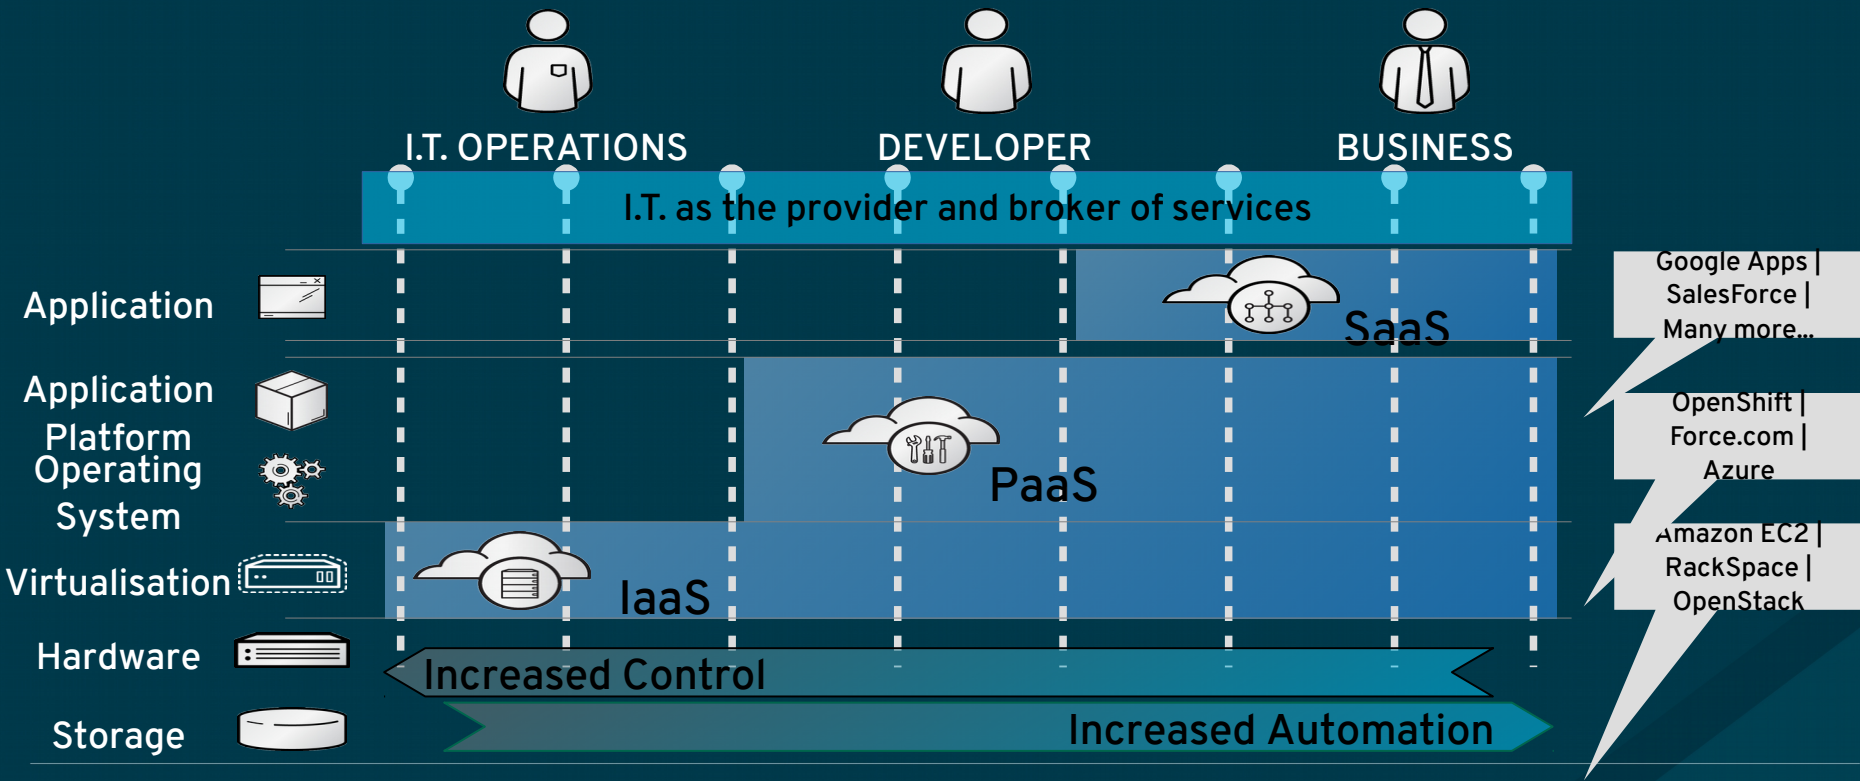 I.T. OPERATIONS
DEVELOPER
BUSINESS
I.T. as the provider and broker of services
Application
SaaS
Google Apps |
SalesForce |
Many more...
Application
Platform
Operating
System
PaaS
OpenShift |
Force.com |
Azure
Virtualisation
IaaS
Amazon EC2 |
RackSpace |
OpenStack
Hardware
Increased Control
Storage
Increased Automation